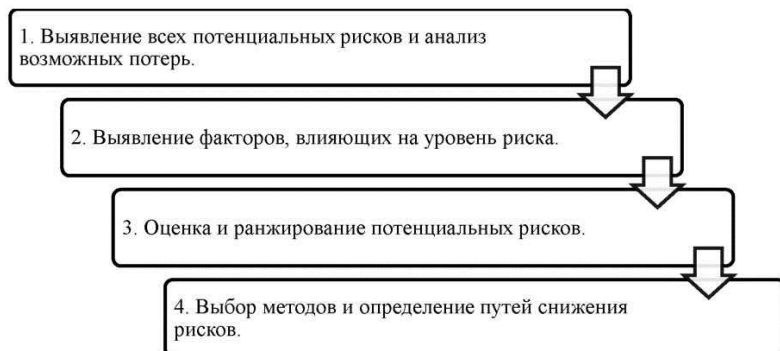 1. Выявление всех потенциальных рисков и анализ
возможных потерь.
2. Выявление факторов, влияющих на уровень риска.
3. Оценка и ранжирование потенциальных рисков.
4. Выбор методов и определение путей снижения
рисков.